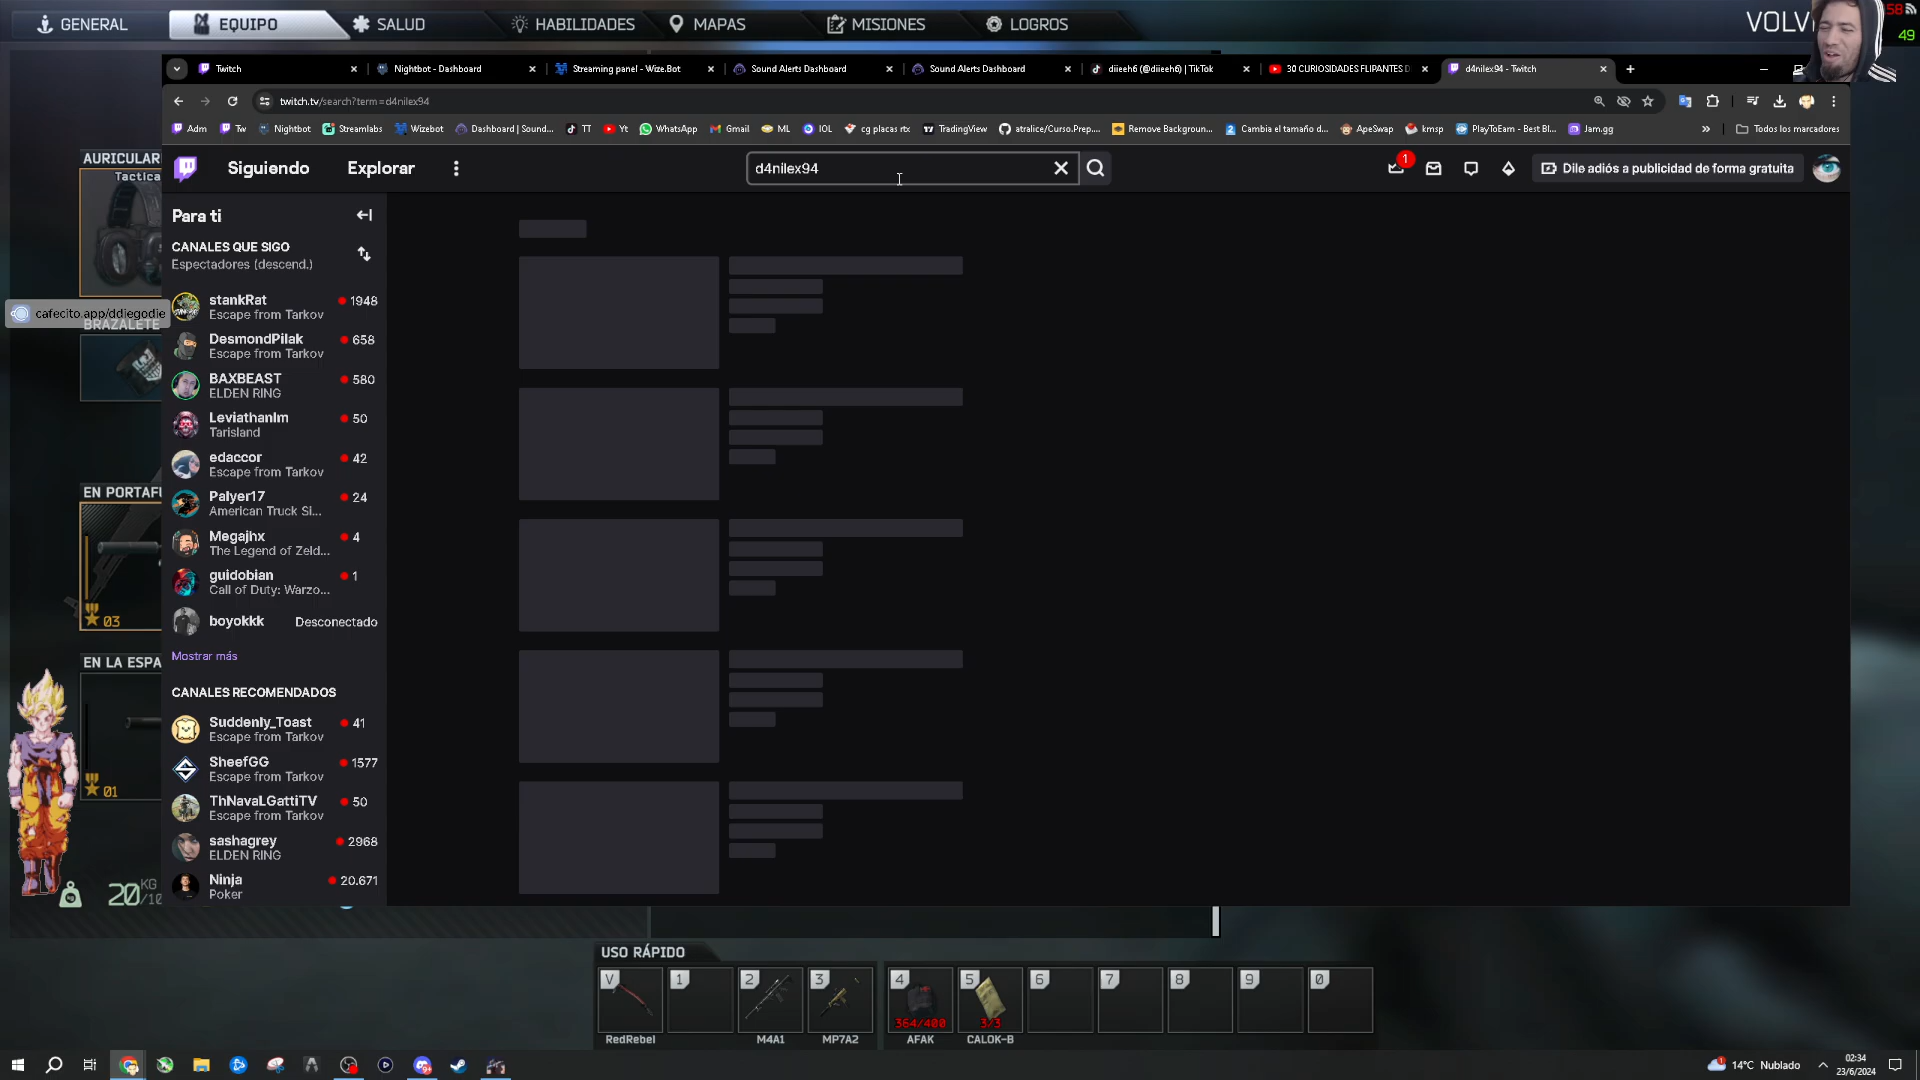 GENERAL
EQUIPO
SALUD
HABILIDADES
MAPAS
MISIONES
LOGROS
58
49
Twitch
Nightbot - Dashboard
Streaming panel - Wize.Bot
Sound Alerts Dashboard
Sound Alerts Dashboard
diieeh6 (@diieeh6) | TikTok
30 CURIOSIDADES FLIPANTES D
d4nilex94 - Twitch
twitch.tv/search?term=d4nilex94
Adm
Tw
Nightbot
Streamlabs
Wizebot
Dashboard | Sound...
TT
Yt
WhatsApp
Gmail
ML
IOL
cg placas rtx
TradingView
atralice/Curso.Prep....
Remove Backgroun...
Cambia el tamaño d...
ApeSwap
kmsp
PlayToEarn - Best Bl...
Jam.gg
Todos los marcadores
Siguiendo
Explorar
d4nilex94
1
Dile adiós a publicidad de forma gratuita
Para ti
CANALES QUE SIGO
Espectadores (descend.)
stankRat 1948
Escape from Tarkov
DesmondPilak 658
Escape from Tarkov
BAXBEAST 580
ELDEN RING
LeviathanIm 50
Tarisland
edaccor 42
Escape from Tarkov
Palyer17 24
American Truck Si...
Megajhx 4
The Legend of Zeld...
guidobian 1
Call of Duty: Warzo...
boyokkk Desconectado
Mostrar más
CANALES RECOMENDADOS
Suddenly_Toast 41
Escape from Tarkov
SheefGG 1577
Escape from Tarkov
ThNavaLGattiTV 50
Escape from Tarkov
sashagrey 2968
ELDEN RING
Ninja 20.671
Poker
AURICULAR
Tactica
cafecito.app/ddiegodie
BRAZALETE
EN PORTAFU
03
EN LA ESPA
01
20 KG
USO RÁPIDO
V
1
2
3
4
5
6
7
8
9
0
364/400
3/3
RedRebel
M4A1
MP7A2
AFAK
CALOK-B
14°C Nublado
02:34
23/6/2024